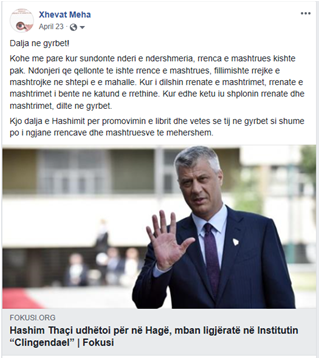 Xhevat Meha
April 23
Dalja ne gyrbet!
Kohe me pare kur sundonte nderi e ndershmeria, rrenca e mashtrues kishte
pak. Ndonjeri qe qellonte te ishte rrence e mashtrues, fillimishte rrejke e
mashtrojke ne shtepi e e mahalle. Kur i dilshin rrenate e mashtrimet, rrenate e
mashtrimet i bente ne katund e rrethine. Kur edhe ketu iu shplonin rrenate dhe
mashtrimet, dilte ne gyrbet.
Kjo dalja e Hashimit per promovimin e librit dhe vetes se tij ne gyrbet si shume
po i ngjane rrencave dhe mashtruesve te mehershem.
FOKUSI.ORG
Hashim Thaçi udhëtoi për në Hagë, mban ligjëratë në Institutin
“Clingendael” | Fokusi